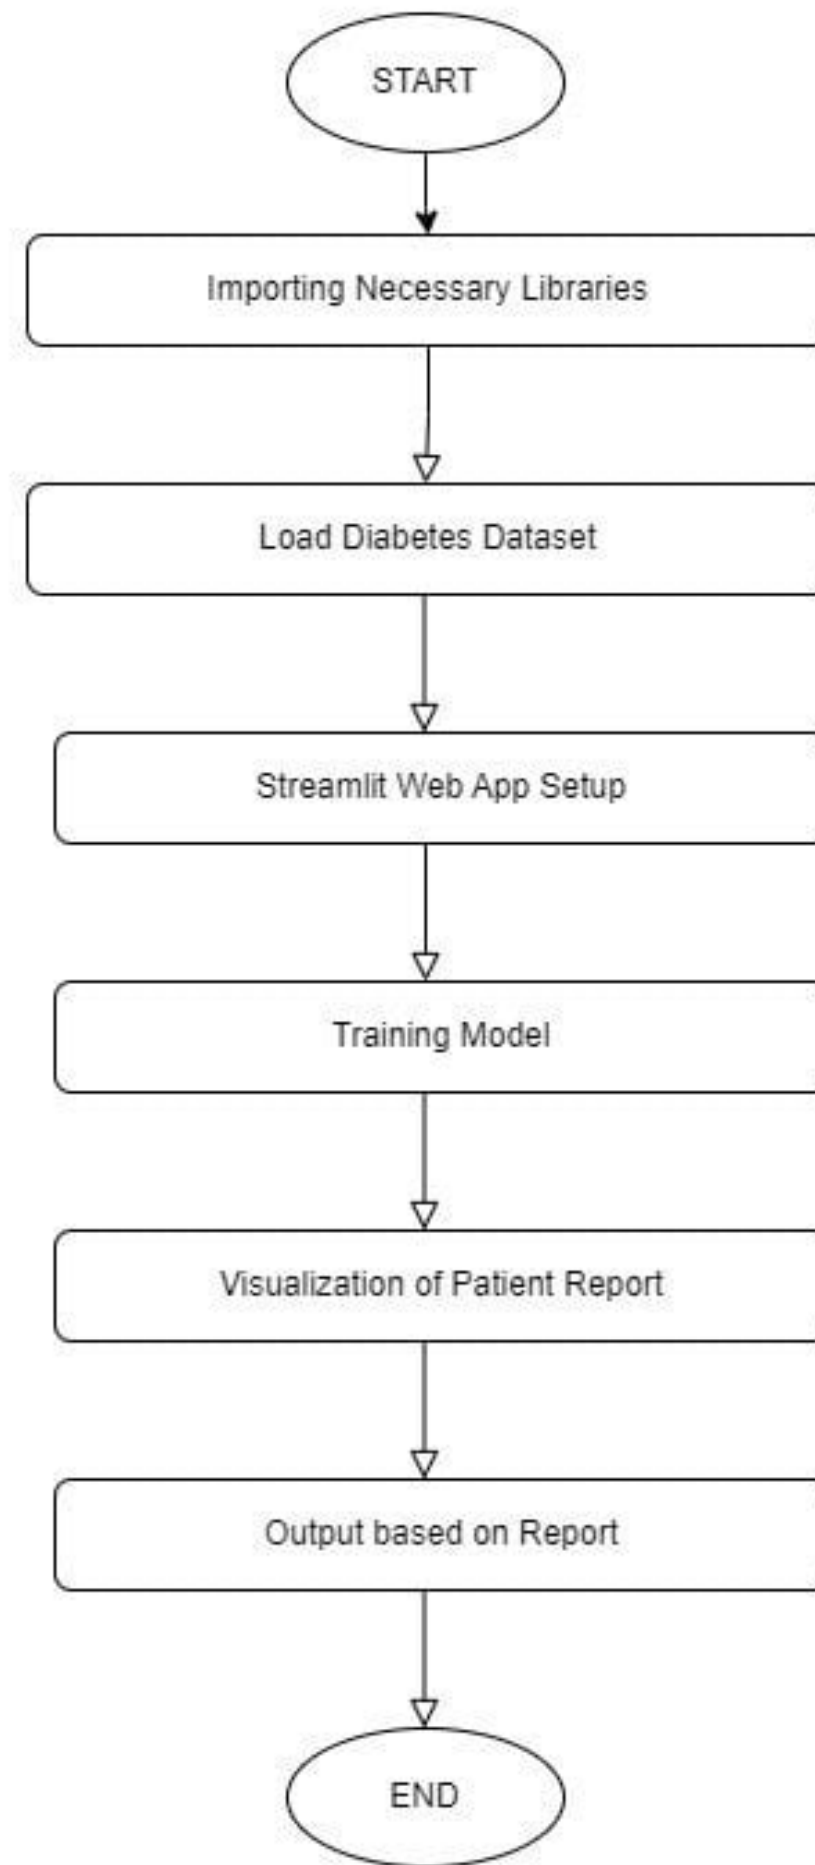 START
Importing Necessary Libraries
Load Diabetes Dataset
Streamlit Web App Setup
Training Model
Visualization of Patient Report
Output based on Report
END